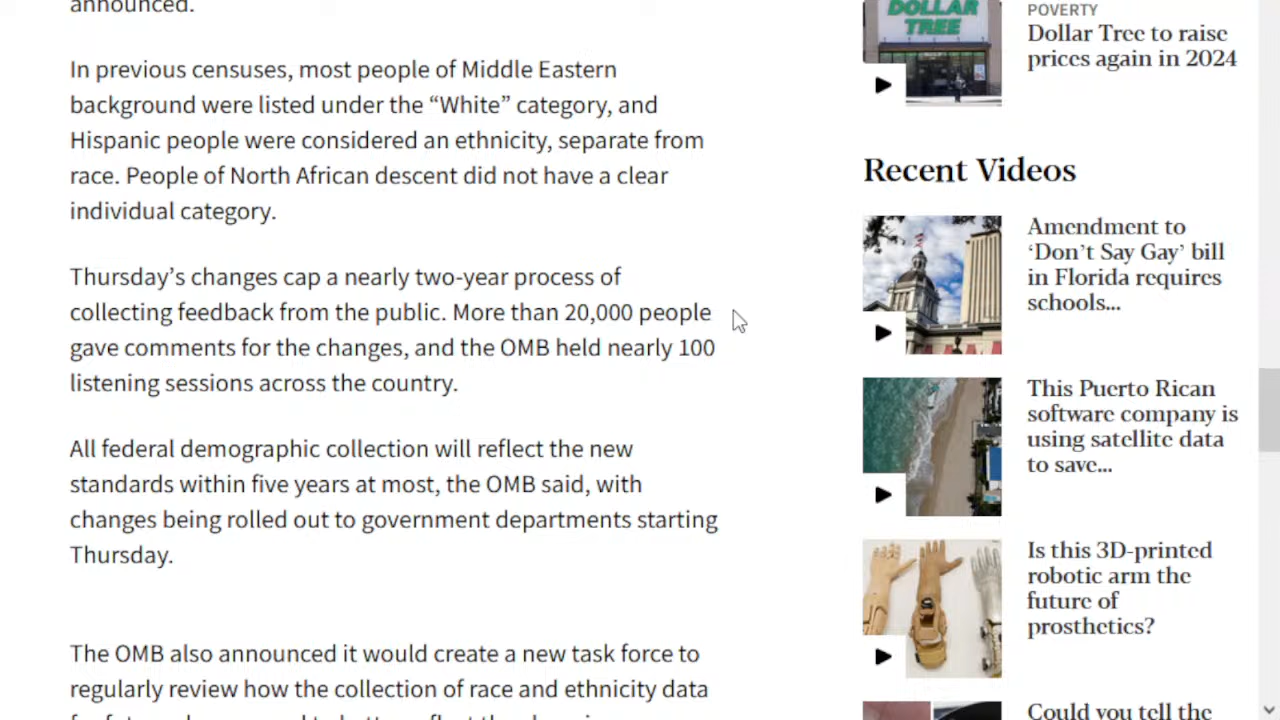 announced.
In previous censuses, most people of Middle Eastern
background were listed under the “White” category, and
Hispanic people were considered an ethnicity, separate from
race. People of North African descent did not have a clear
individual category.
Thursday’s changes cap a nearly two-year process of
collecting feedback from the public. More than 20,000 people
gave comments for the changes, and the OMB held nearly 100
listening sessions across the country.
All federal demographic collection will reflect the new
standards within five years at most, the OMB said, with
changes being rolled out to government departments starting
Thursday.
The OMB also announced it would create a new task force to
regularly review how the collection of race and ethnicity data
DOLLAR
TREE
POVERTY
Dollar Tree to raise
prices again in 2024
Recent Videos
Amendment to
‘Don’t Say Gay’ bill
in Florida requires
schools...
This Puerto Rican
software company is
using satellite data
to save...
Is this 3D-printed
robotic arm the
future of
prosthetics?
Could you tell the